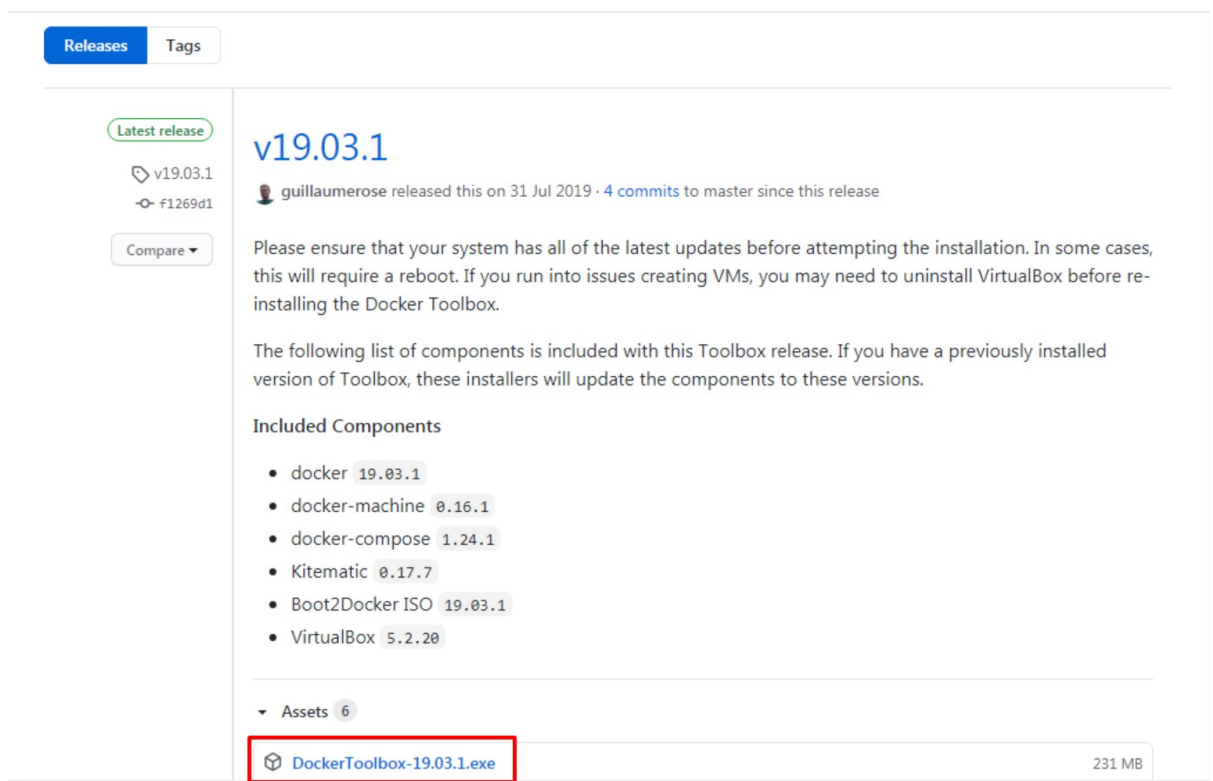 Releases Tags
Latest release
v19.03.1
f1269d1
Compare
v19.03.1
guillaumerose released this on 31 Jul 2019 · 4 commits to master since this release
Please ensure that your system has all of the latest updates before attempting the installation. In some cases,
this will require a reboot. If you run into issues creating VMs, you may need to uninstall VirtualBox before re-
installing the Docker Toolbox.
The following list of components is included with this Toolbox release. If you have a previously installed
version of Toolbox, these installers will update the components to these versions.
Included Components
docker 19.03.1
docker-machine 0.16.1
docker-compose 1.24.1
Kitematic 0.17.7
Boot2Docker ISO 19.03.1
VirtualBox 5.2.20
Assets 6
DockerToolbox-19.03.1.exe 231 MB